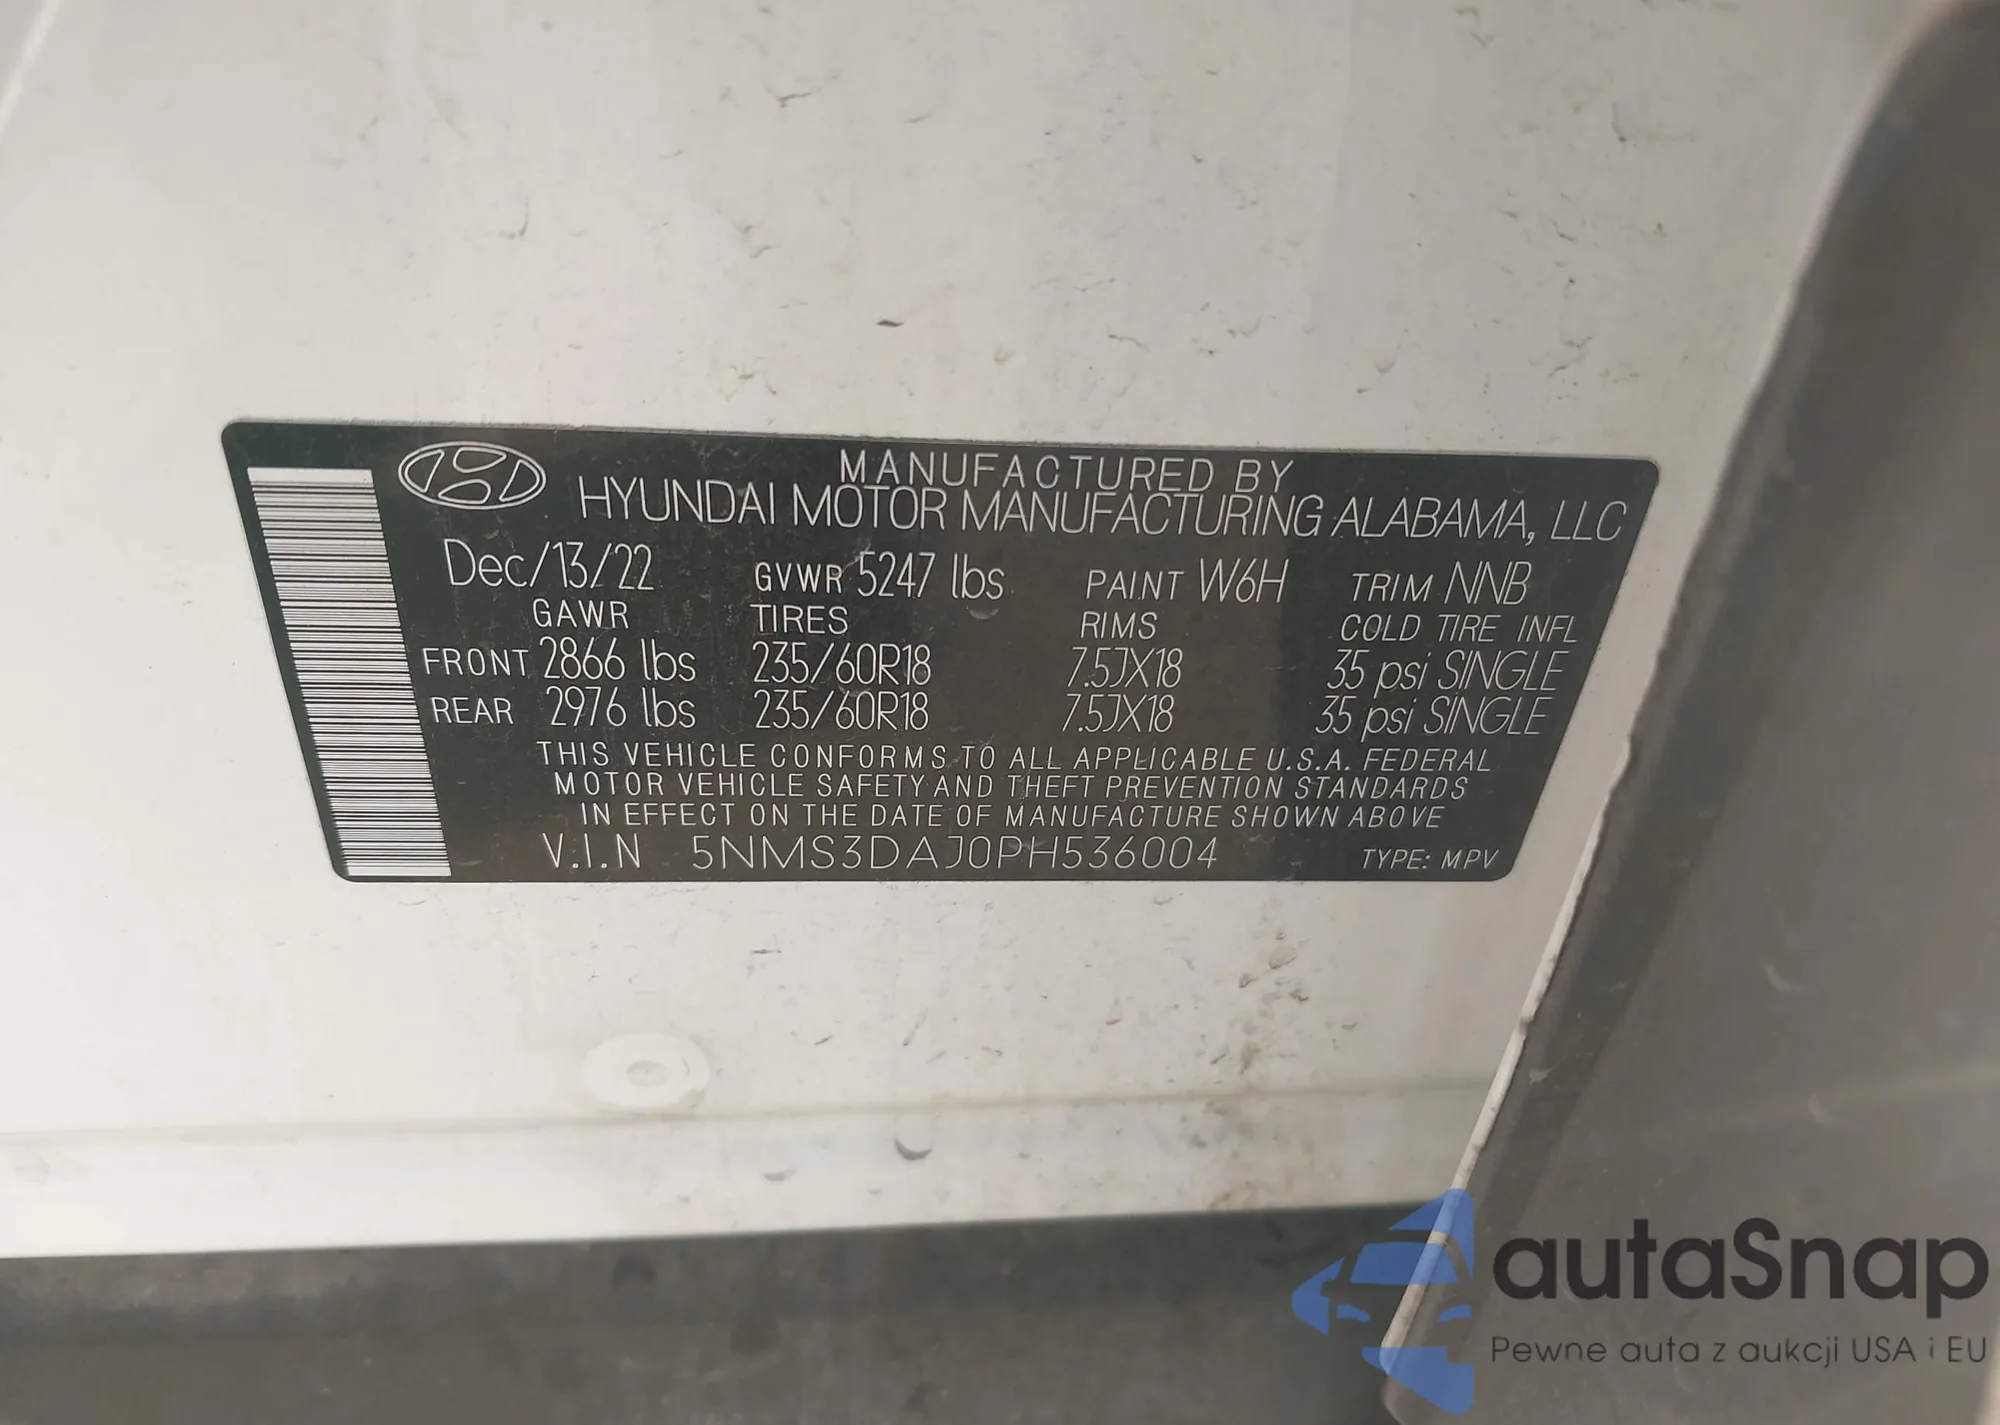 MANUFACTURED BY
HYUNDAI MOTOR MANUFACTURING ALABAMA, LLC
Dec/13/22 GVWR 5247 lbs PAINT W6H TRIM NNB
GAWR TIRES RIMS COLD TIRE INFL
FRONT 2866 lbs 235/60R18 7.5JX18 35 psi SINGLE
REAR 2976 lbs 235/60R18 7.5JX18 35 psi SINGLE
THIS VEHICLE CONFORMS TO ALL APPLICABLE U.S.A. FEDERAL
MOTOR VEHICLE SAFETY AND THEFT PREVENTION STANDARDS
IN EFFECT ON THE DATE OF MANUFACTURE SHOWN ABOVE
V.I.N 5NMS3DAJ0PH536004 TYPE: MPV
autaSnap
Pewne auta z aukcji USA i EU